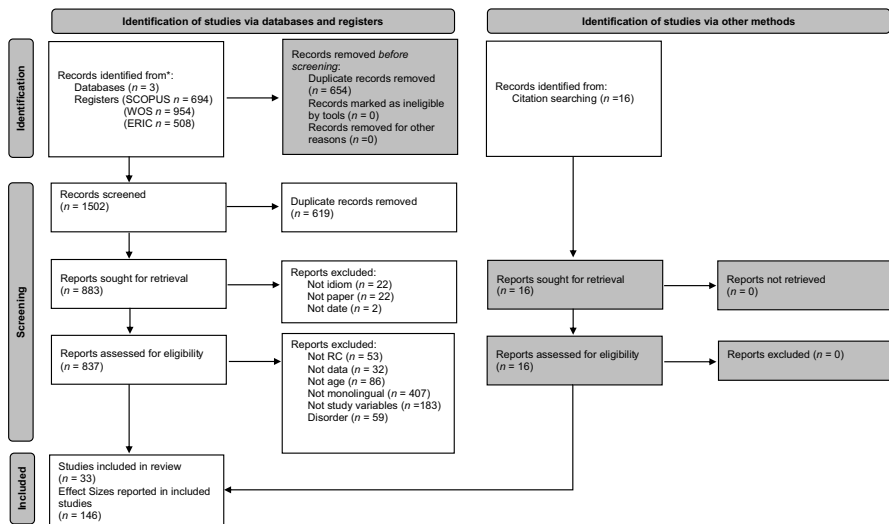 Identification of studies via databases and registers
Identification of studies via other methods
Identification
Records identified from*:
Databases (n = 3)
Registers (SCOPUS n = 694)
(WOS n = 954)
(ERIC n = 508)
Records removed before
screening:
Duplicate records removed
(n = 654)
Records marked as ineligible
by tools (n = 0)
Records removed for other
reasons (n =0)
Records identified from:
Citation searching (n =16)
Screening
Records screened
(n = 1502)
Duplicate records removed
(n = 619)
Reports sought for retrieval
(n = 883)
Reports excluded:
Not idiom (n = 22)
Not paper (n = 22)
Not date (n = 2)
Reports sought for retrieval
(n = 16)
Reports not retrieved
(n = 0)
Reports assessed for eligibility
(n = 837)
Reports excluded:
Not RC (n = 53)
Not data (n = 32)
Not age (n = 86)
Not monolingual (n = 407)
Not study variables (n =183)
Disorder (n = 59)
Reports assessed for eligibility
(n = 16)
Reports excluded (n = 0)
Included
Studies included in review
(n = 33)
Effect Sizes reported in included
studies
(n = 146)